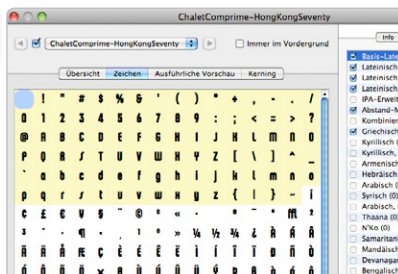 ChaletComprime-HongKongSeventy
ChaletComprime-HongKongSeventy
Immer im Vordergrund
Info
Übersicht Zeichen Ausführliche Vorschau Kerning
! " # $ % & ' ( ) * + , - . /
0 1 2 3 4 5 6 7 8 9 : ; < = > ?
@ A B C D E F G H I J K L M N O
P Q R S T U V W X Y Z [ \ ] ^ _
` a b c d e f g h i j k l m n o
p q r s t u v w x y z { | } ~
Basis-Late
Lateinisch
Lateinisch
Lateinisch
IPA-Erweit
Abstand-M
Kombinier
Griechisch
Kyrillisch (
Kyrillisch,
Armenisch
Hebräisch
Arabisch (
Syrisch (0)
Arabisch,
Thaana (0)
N'Ko (0)
Samaritan
Mandäisch
Devanagar
Bengalisch